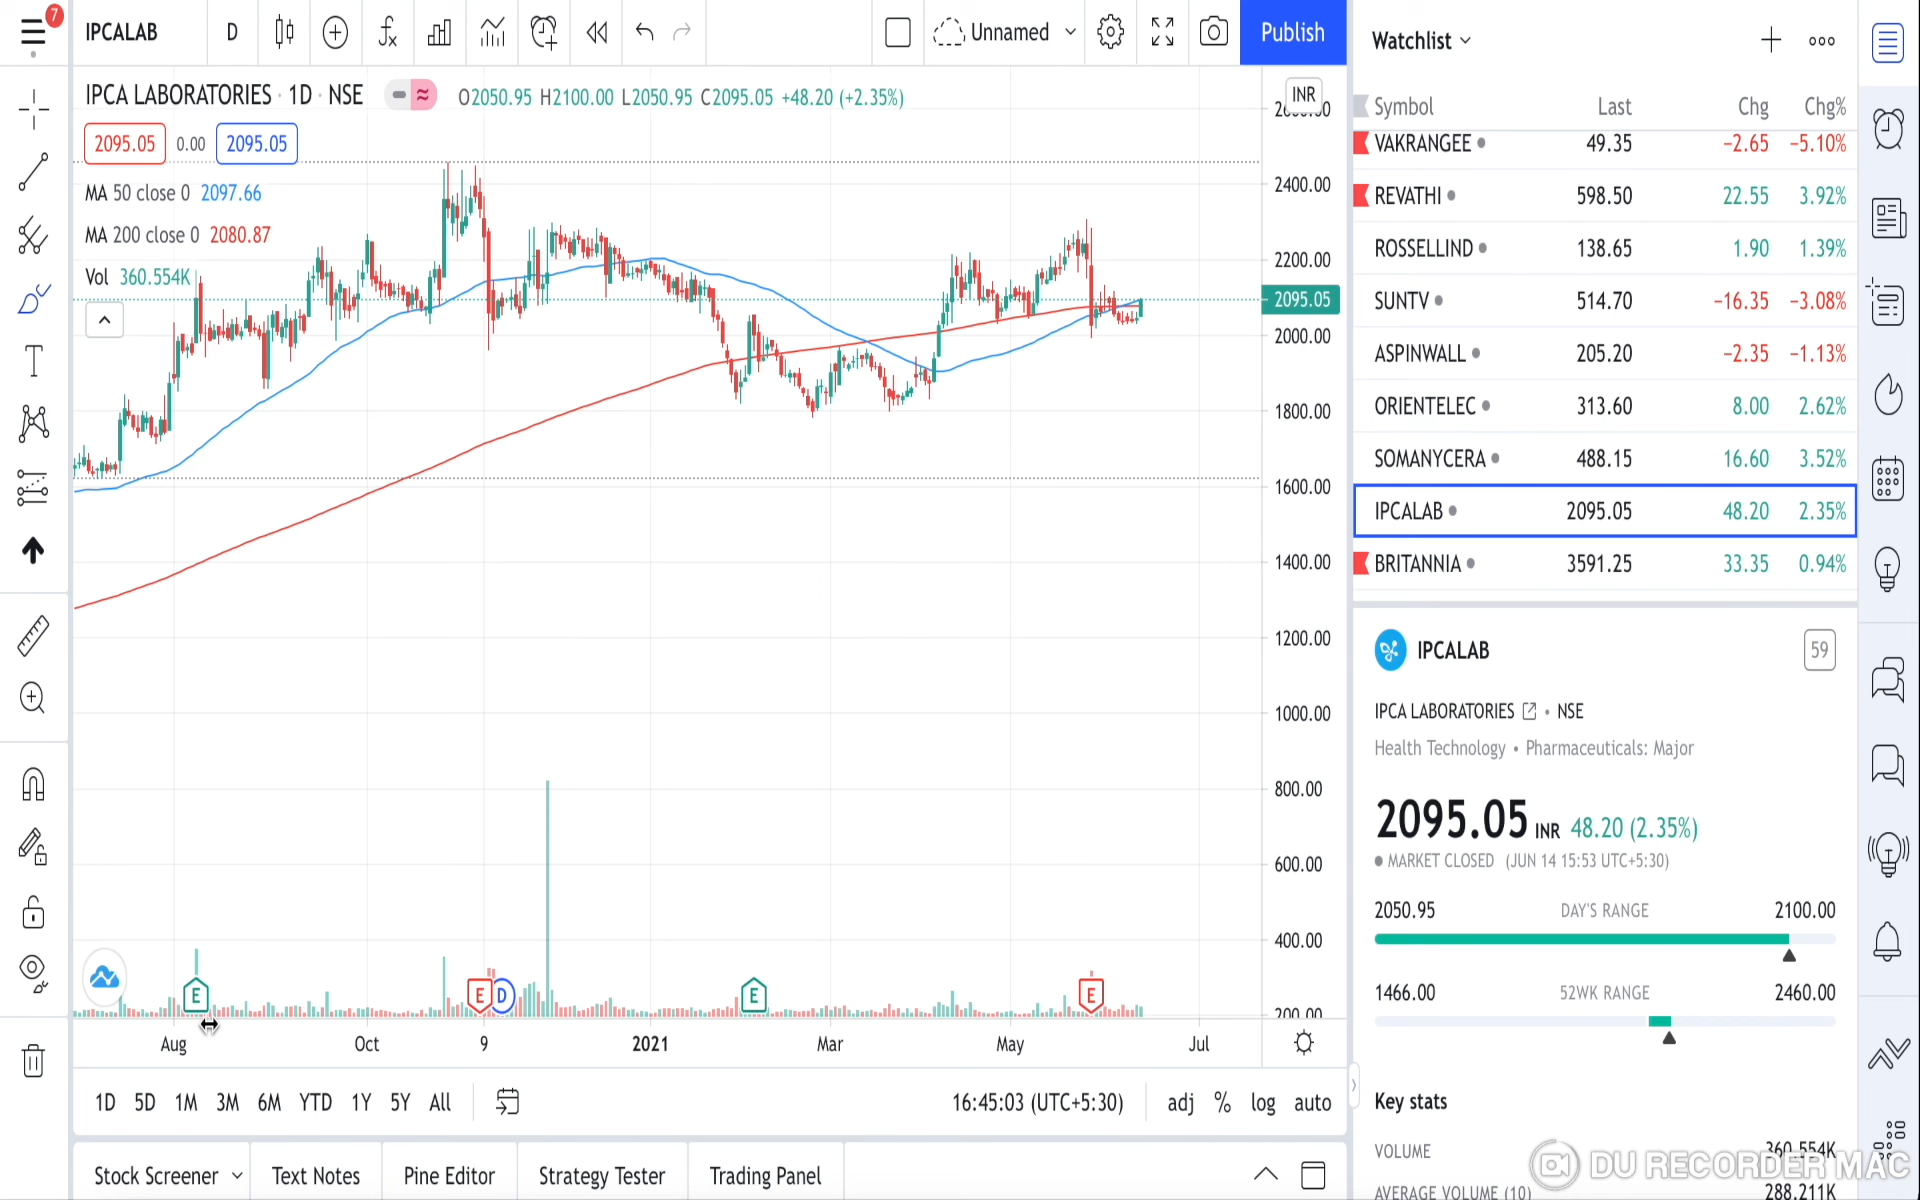 7
IPCALAB
D
Unnamed
Publish
IPCA LABORATORIES · 1D · NSE
O2050.95 H2100.00 L2050.95 C2095.05 +48.20 (+2.35%)
2095.05 0.00 2095.05
MA 50 close 0 2097.66
MA 200 close 0 2080.87
Vol 360.554K
INR
2400.00
2200.00
2095.05
2000.00
1800.00
1600.00
1400.00
1200.00
1000.00
800.00
600.00
400.00
200.00
E
E
D
E
E
Aug Oct 9 2021 Mar May Jul
1D 5D 1M 3M 6M YTD 1Y 5Y All
16:45:03 (UTC+5:30) adj % log auto
Stock Screener Text Notes Pine Editor Strategy Tester Trading Panel
Watchlist
Symbol Last Chg Chg%
VAKRANGEE 49.35 −2.65 −5.10%
REVATHI 598.50 22.55 3.92%
ROSSELLIND 138.65 1.90 1.39%
SUNTV 514.70 −16.35 −3.08%
ASPINWALL 205.20 −2.35 −1.13%
ORIENTELEC 313.60 8.00 2.62%
SOMANYCERA 488.15 16.60 3.52%
IPCALAB 2095.05 48.20 2.35%
BRITANNIA 3591.25 33.35 0.94%
IPCALAB
59
IPCA LABORATORIES • NSE
Health Technology • Pharmaceuticals: Major
2095.05 INR 48.20 (2.35%)
MARKET CLOSED (JUN 14 15:53 UTC+5:30)
2050.95 DAY'S RANGE 2100.00
1466.00 52WK RANGE 2460.00
Key stats
VOLUME 360.554K
DU RECORDER MAC
AVERAGE VOLUME (10) 288.211K